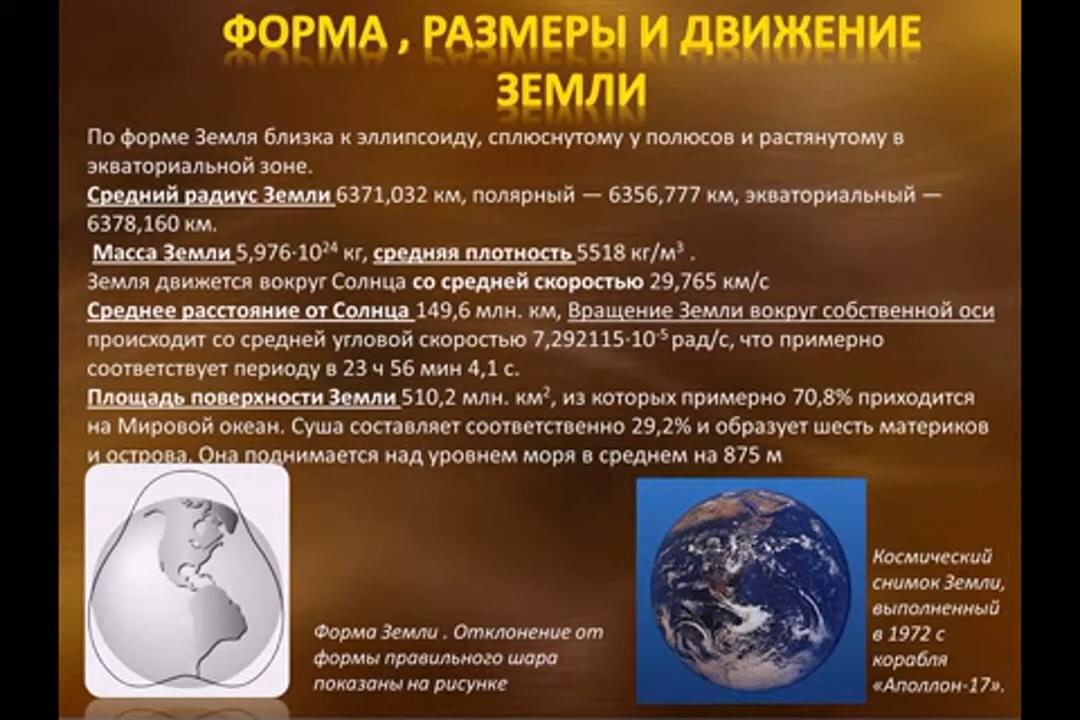 ФОРМА , РАЗМЕРЫ И ДВИЖЕНИЕ
ЗЕМЛИ
По форме Земля близка к эллипсоиду, сплюснутому у полюсов и растянутому в
экваториальной зоне.
Средний радиус Земли 6371,032 км, полярный — 6356,777 км, экваториальный —
6378,160 км.
Масса Земли 5,976·10²⁴ кг, средняя плотность 5518 кг/м³ .
Земля движется вокруг Солнца со средней скоростью 29,765 км/с
Среднее расстояние от Солнца 149,6 млн. км, Вращение Земли вокруг собственной оси
происходит со средней угловой скоростью 7,292115·10⁻⁵ рад/с, что примерно
соответствует периоду в 23 ч 56 мин 4,1 с.
Площадь поверхности Земли 510,2 млн. км², из которых примерно 70,8% приходится
на Мировой океан. Суша составляет соответственно 29,2% и образует шесть материков
и острова. Она поднимается над уровнем моря в среднем на 875 м
Форма Земли . Отклонение от
формы правильного шара
показаны на рисунке
Космический
снимок Земли,
выполненный
в 1972 с
корабля
«Аполлон-17».